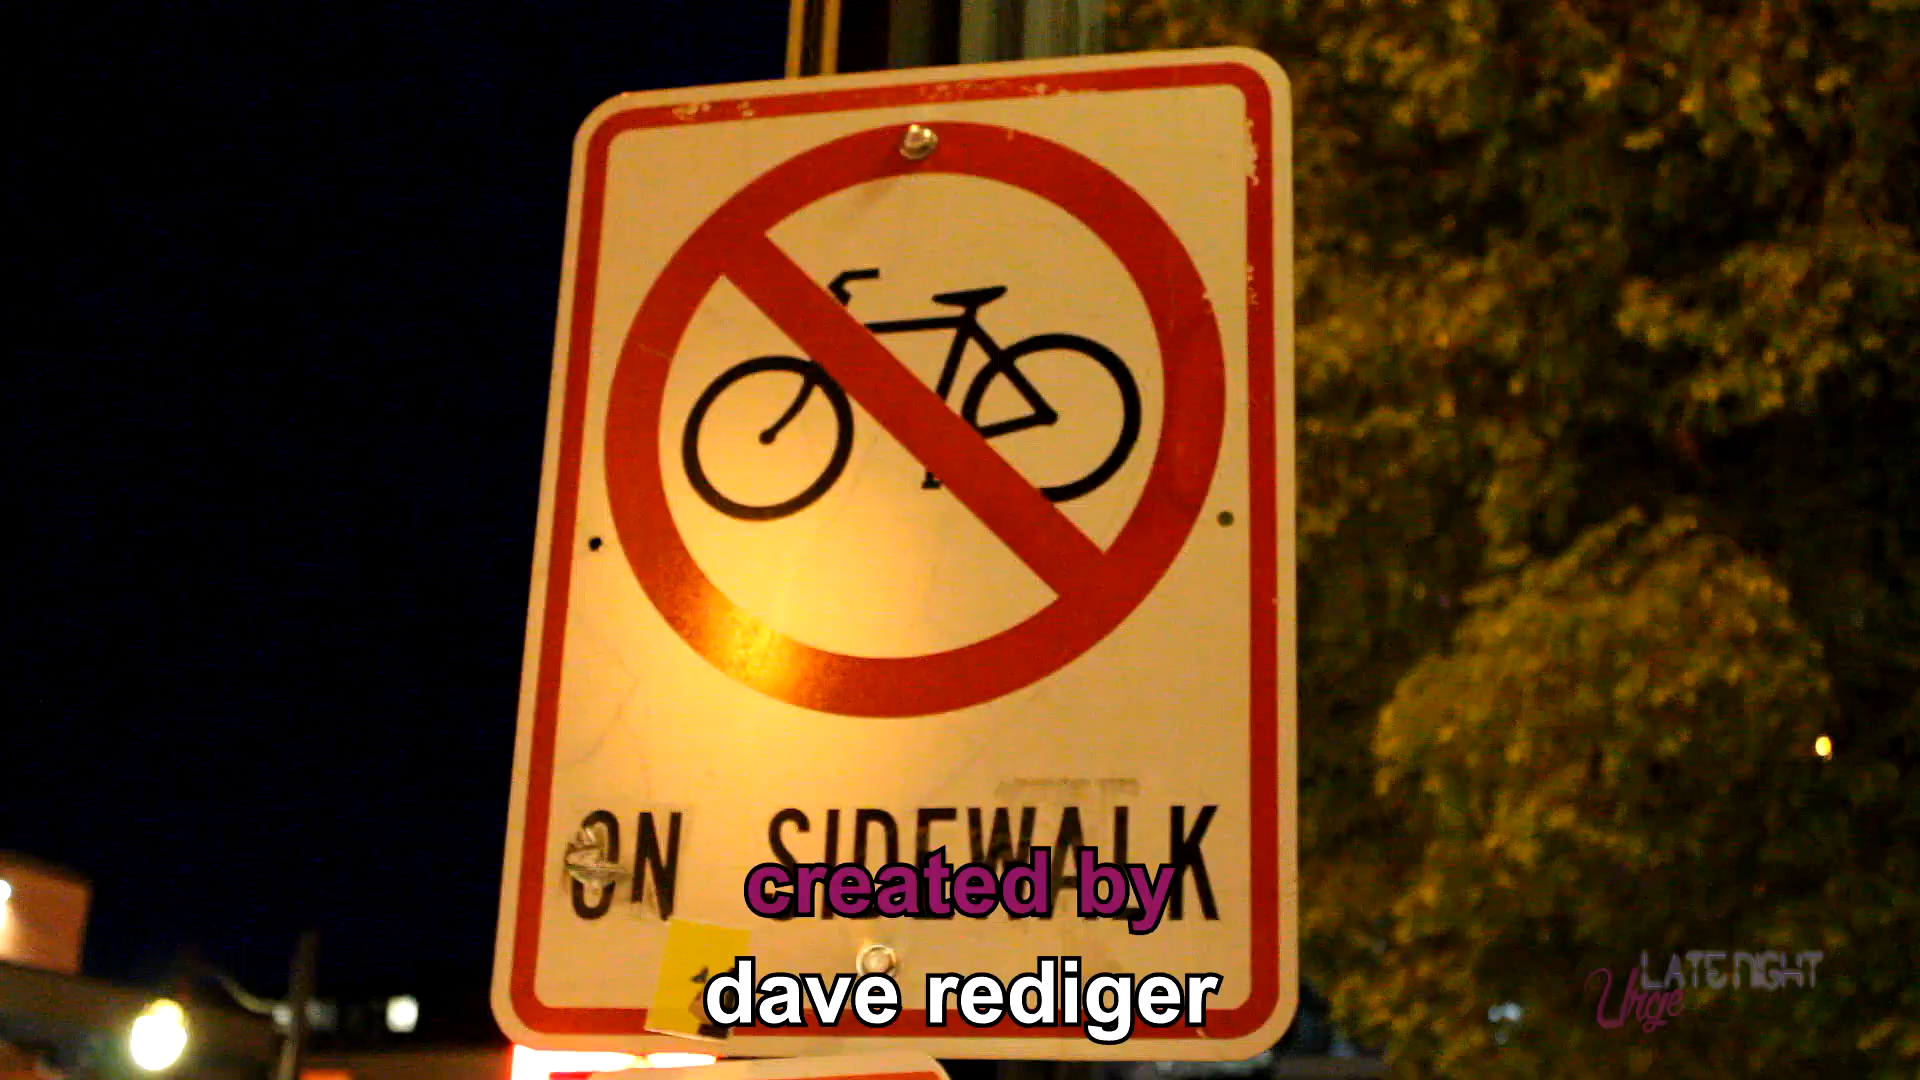 ON SIDEWALK
created by
dave rediger
LATE NIGHT
Urge